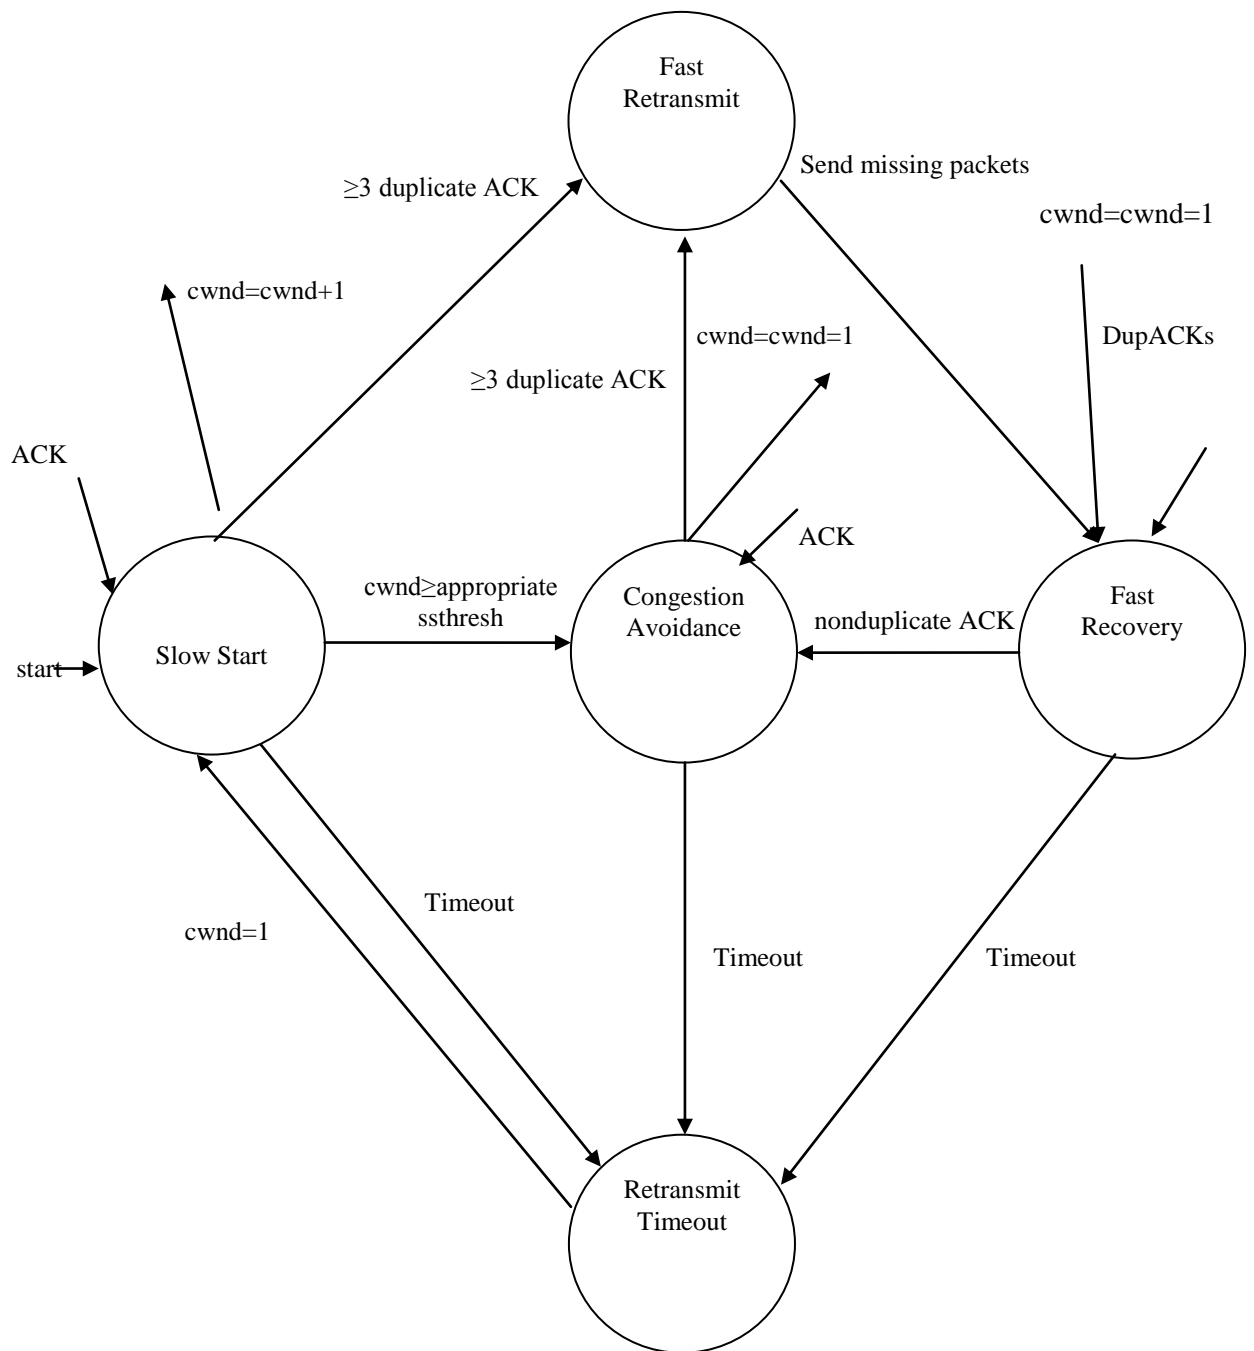 Fast
Retransmit
Send missing packets
≥3 duplicate ACK
cwnd=cwnd=1
cwnd=cwnd+1
cwnd=cwnd=1
DupACKs
≥3 duplicate ACK
ACK
ACK
cwnd≥appropriate
ssthresh
Congestion
Avoidance
nonduplicate ACK
Fast
Recovery
start
Slow Start
Timeout
cwnd=1
Timeout
Timeout
Retransmit
Timeout